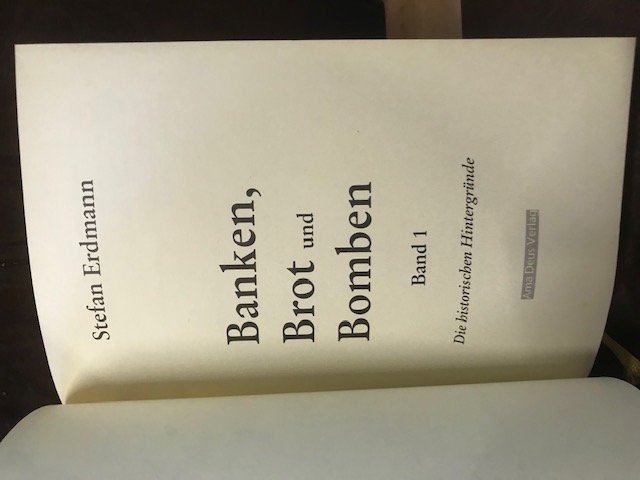 Stefan Erdmann
Banken,
Brot und
Bomben
Band 1
Die historischen Hintergründe
Ama Deus Verlag